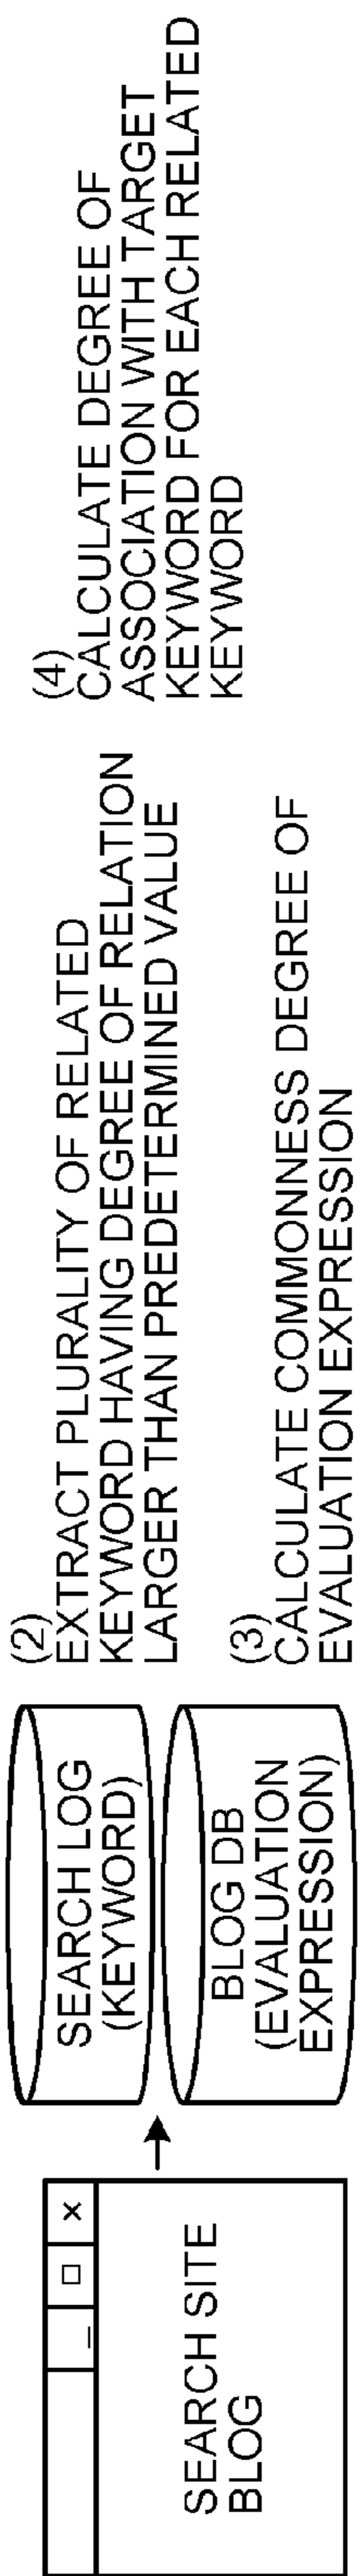 SEARCH SITE
BLOG
SEARCH LOG
(KEYWORD)
BLOG DB
(EVALUATION
EXPRESSION)
(2)
EXTRACT PLURALITY OF RELATED
KEYWORD HAVING DEGREE OF RELATION
LARGER THAN PREDETERMINED VALUE
(3)
CALCULATE COMMONNESS DEGREE OF
EVALUATION EXPRESSION
(4)
CALCULATE DEGREE OF
ASSOCIATION WITH TARGET
KEYWORD FOR EACH RELATED
KEYWORD